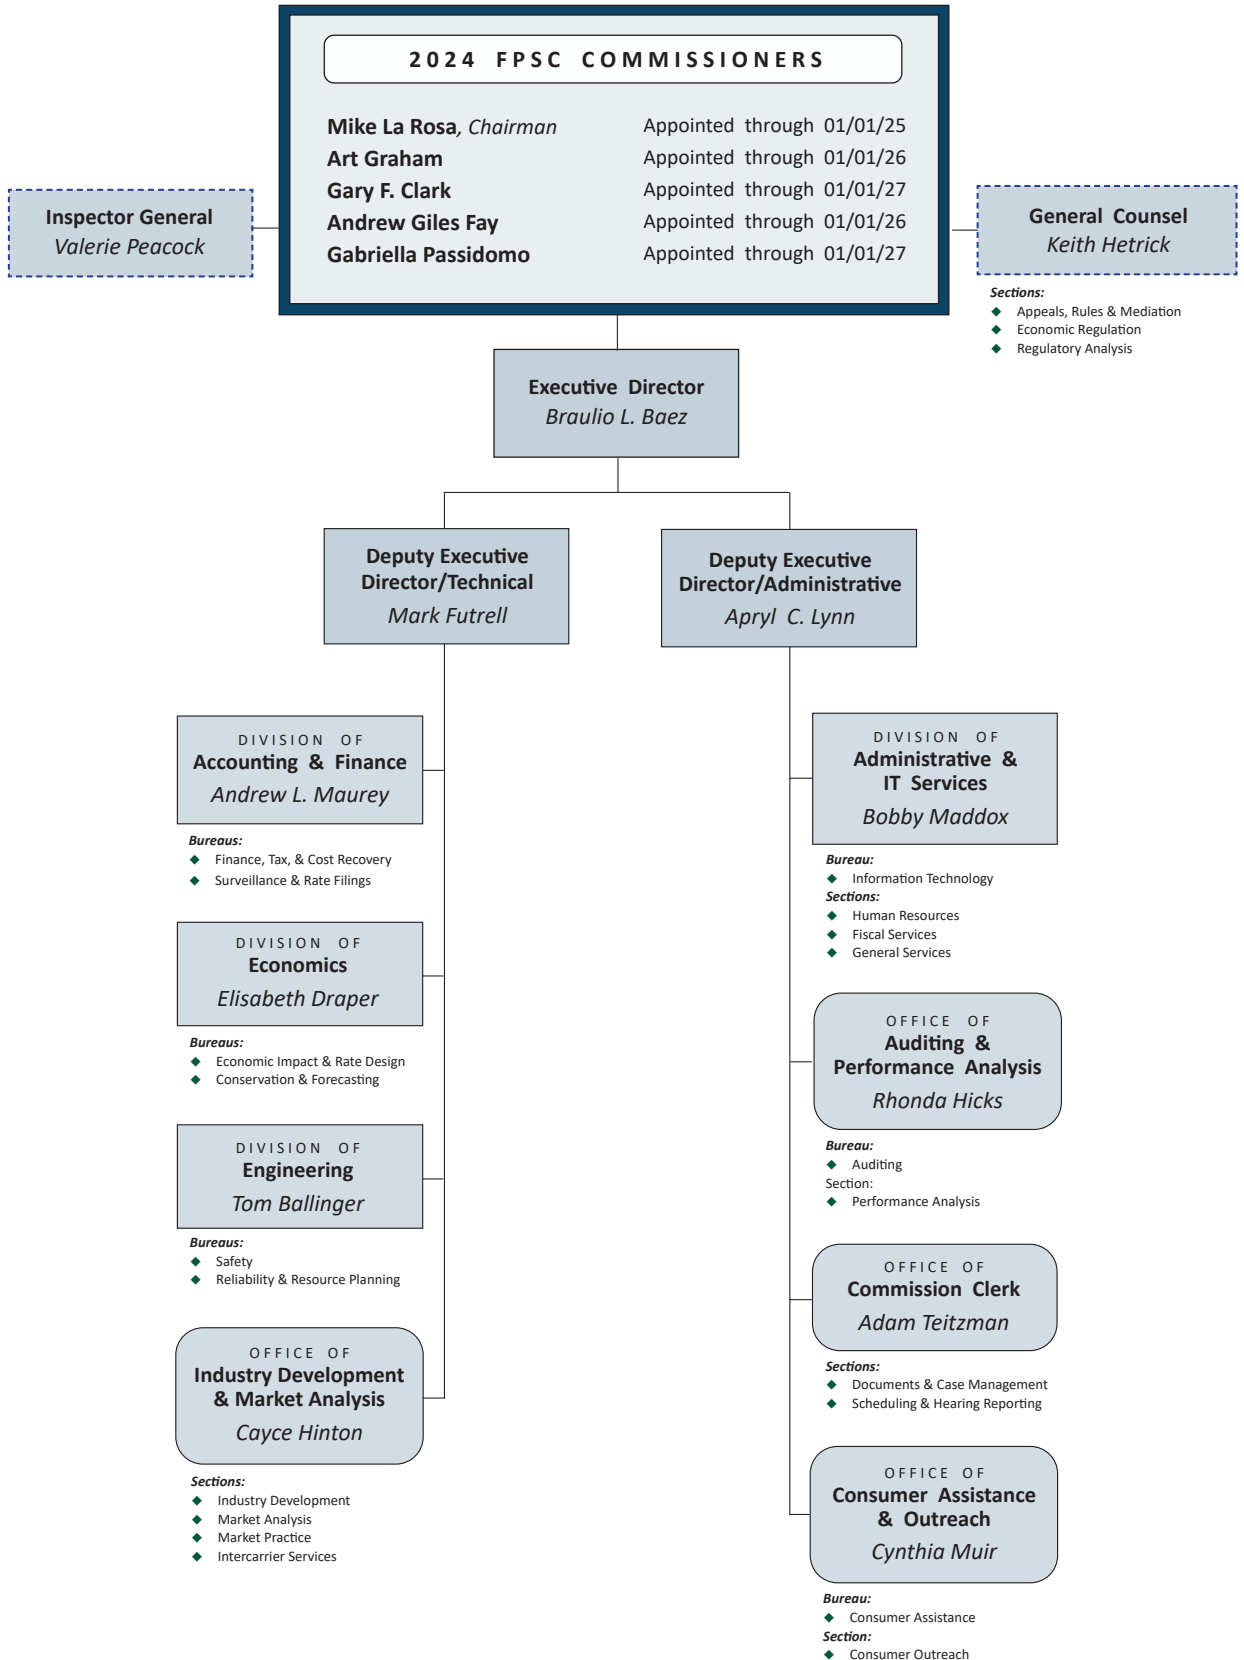 2024 FPSC COMMISSIONERS
Mike La Rosa, Chairman Appointed through 01/01/25
Art Graham Appointed through 01/01/26
Gary F. Clark Appointed through 01/01/27
Andrew Giles Fay Appointed through 01/01/26
Gabriella Passidomo Appointed through 01/01/27
Inspector General
Valerie Peacock
General Counsel
Keith Hetrick
Sections:
Appeals, Rules & Mediation
Economic Regulation
Regulatory Analysis
Executive Director
Braulio L. Baez
Deputy Executive
Director/Technical
Mark Futrell
Deputy Executive
Director/Administrative
Apryl C. Lynn
DIVISION OF
Accounting & Finance
Andrew L. Maurey
Bureaus:
Finance, Tax, & Cost Recovery
Surveillance & Rate Filings
DIVISION OF
Economics
Elisabeth Draper
Bureaus:
Economic Impact & Rate Design
Conservation & Forecasting
DIVISION OF
Engineering
Tom Ballinger
Bureaus:
Safety
Reliability & Resource Planning
OFFICE OF
Industry Development
& Market Analysis
Cayce Hinton
Sections:
Industry Development
Market Analysis
Market Practice
Intercarrier Services
DIVISION OF
Administrative &
IT Services
Bobby Maddox
Bureau:
Information Technology
Sections:
Human Resources
Fiscal Services
General Services
OFFICE OF
Auditing &
Performance Analysis
Rhonda Hicks
Bureau:
Auditing
Section:
Performance Analysis
OFFICE OF
Commission Clerk
Adam Teitzman
Sections:
Documents & Case Management
Scheduling & Hearing Reporting
OFFICE OF
Consumer Assistance
& Outreach
Cynthia Muir
Bureau:
Consumer Assistance
Section:
Consumer Outreach